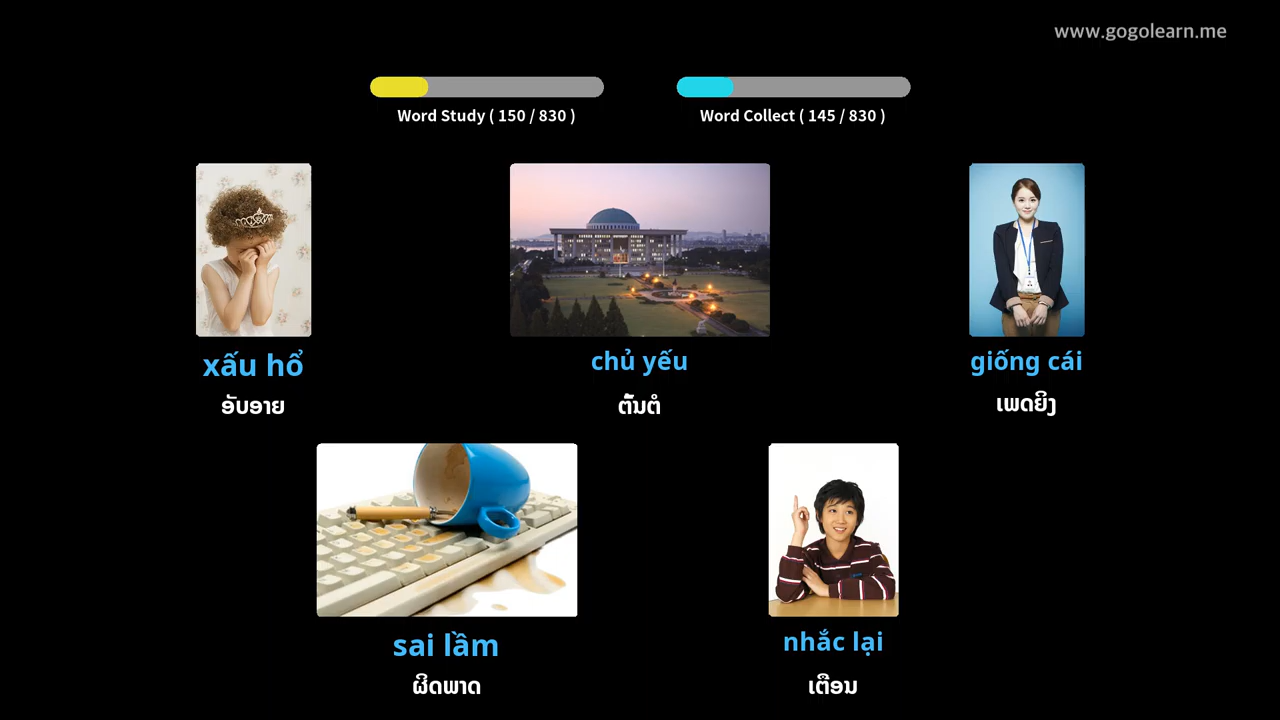 www.gogolearn.me
Word Study ( 150 / 830 )
Word Collect ( 145 / 830 )
xấu hổ
ອັບອາຍ
chủ yếu
ຕົ້ນຕໍ
giống cái
ເພດຍິງ
sai lầm
ຜິດພາດ
nhắc lại
ເຕືອນ